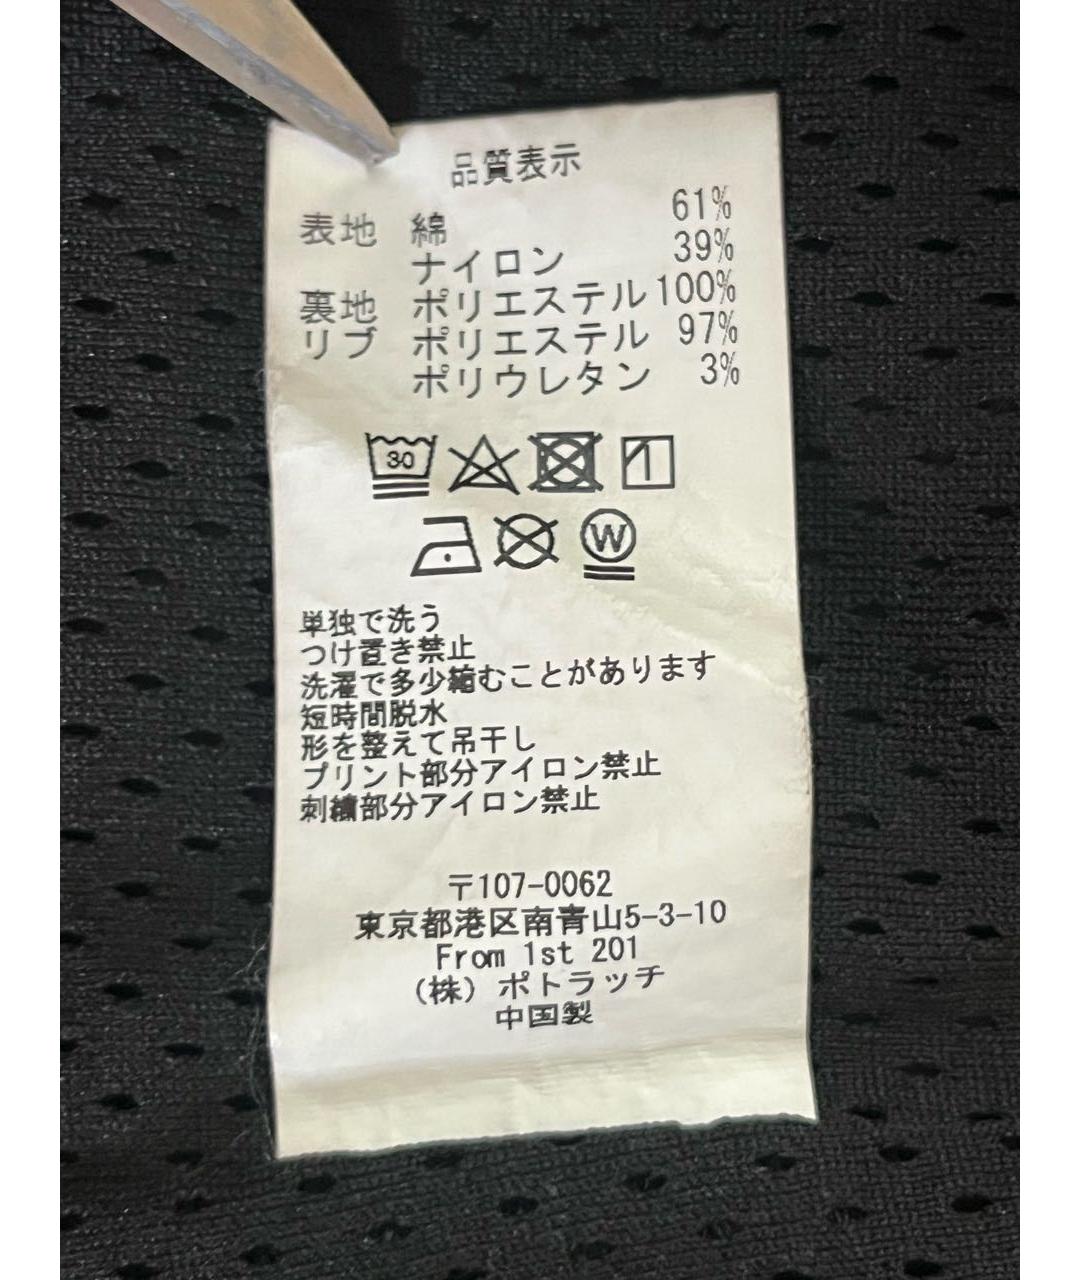 品質表示
表地 綿 61%
ナイロン 39%
裏地 ポリエステル 100%
リブ ポリエステル 97%
ポリウレタン 3%
30
W
単独で洗う
つけ置き禁止
洗濯で多少縮むことがあります
短時間脱水
形を整えて吊干し
プリント部分アイロン禁止
刺繍部分アイロン禁止
〒107-0062
東京都港区南青山5-3-10
From 1st 201
(株) ポトラッチ
中国製